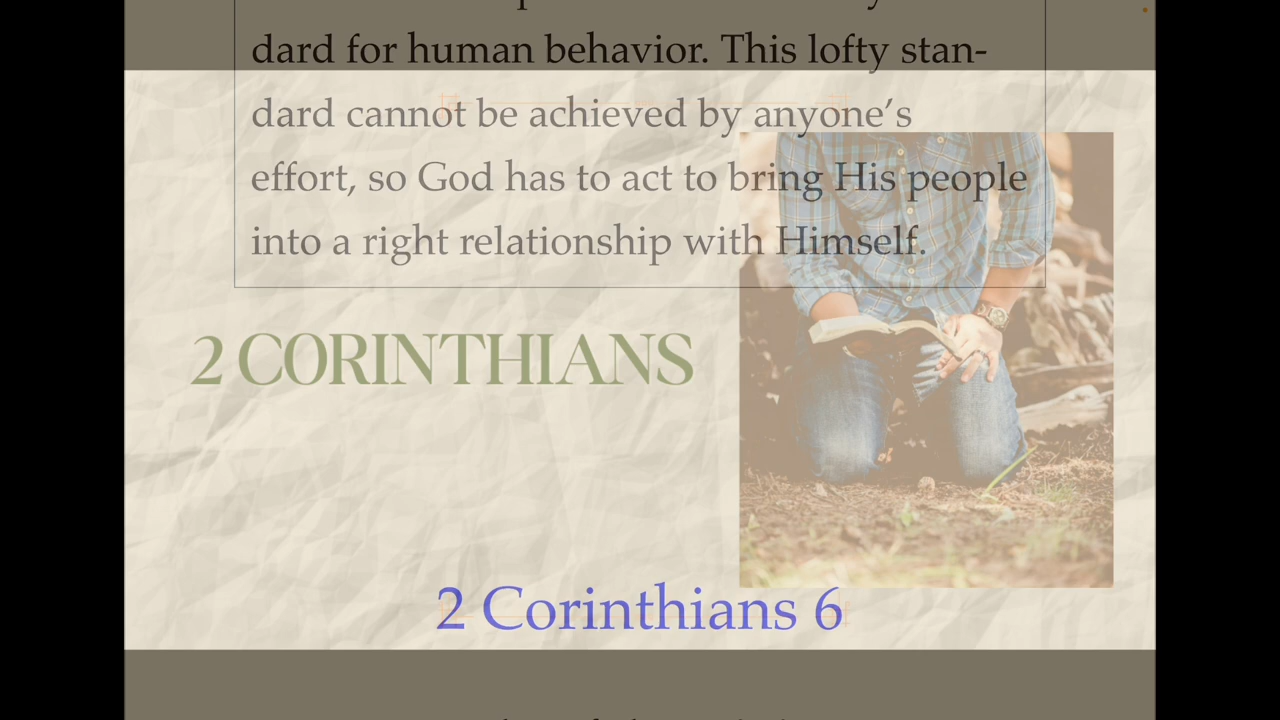 dard for human behavior. This lofty stan-
dard cannot be achieved by anyone’s
effort, so God has to act to bring His people
into a right relationship with Himself.
2 CORINTHIANS
2 Corinthians 6